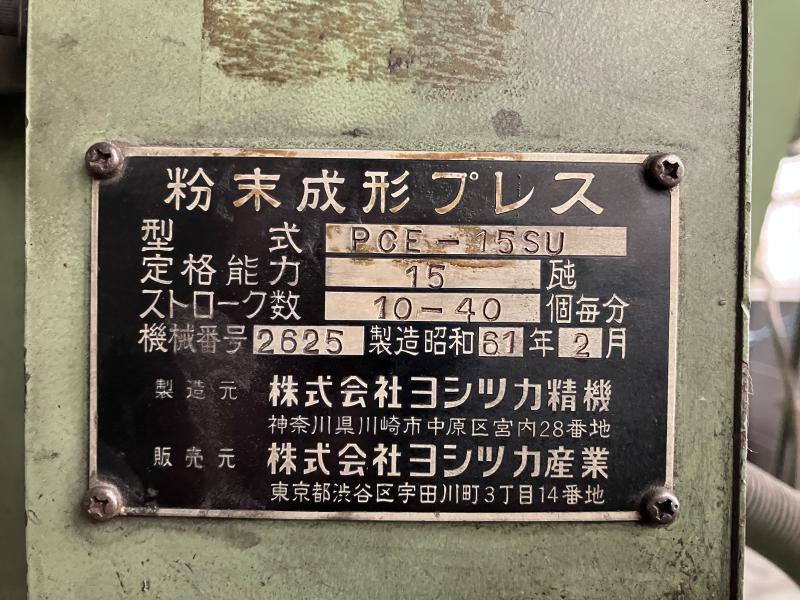 粉末成形プレス
型式 PCE-15SU
定格能力 15 瓲
ストローク数 10-40 個毎分
機械番号 2625 製造昭和 61 年 2 月
製造元 株式会社ヨシツカ精機
神奈川県川崎市中原区宮内28番地
販売元 株式会社ヨシツカ産業
東京都渋谷区宇田川町3丁目14番地